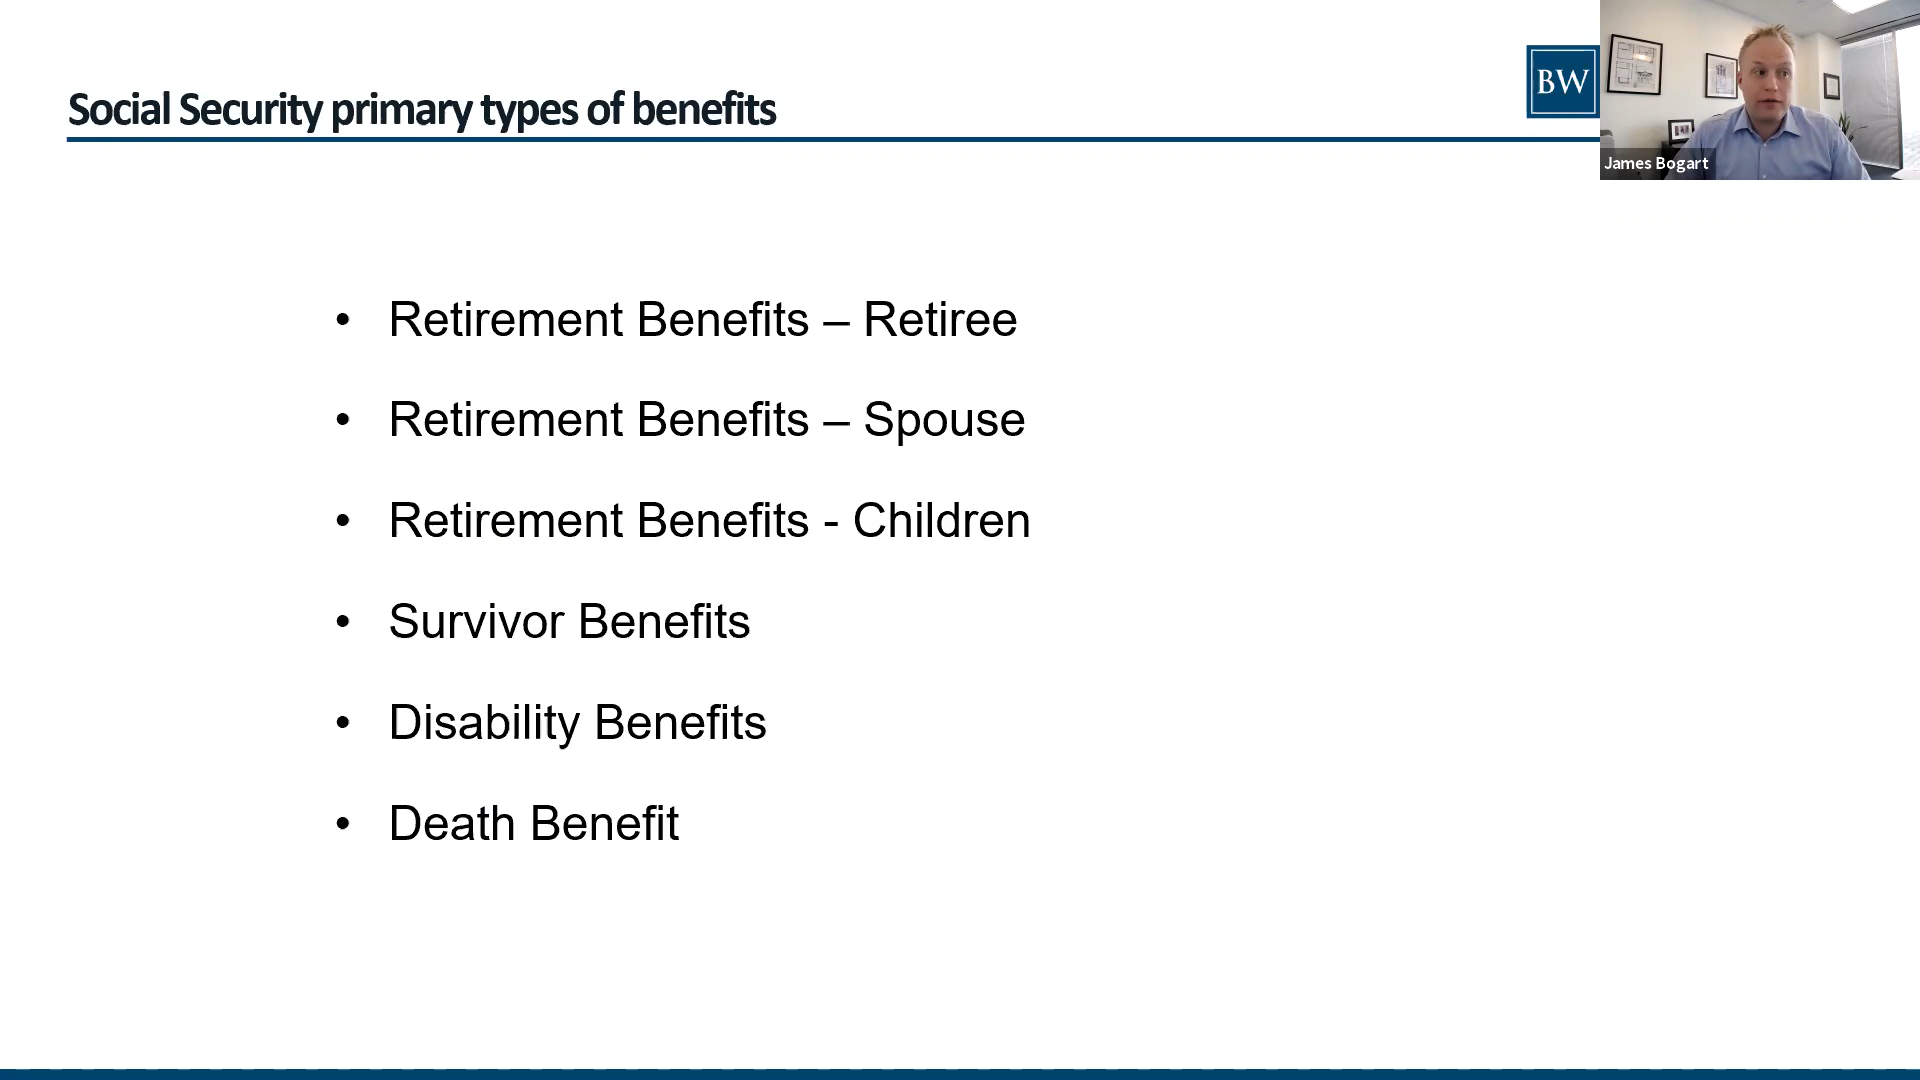 Social Security primary types of benefits
BW
James Bogart
• Retirement Benefits – Retiree
• Retirement Benefits – Spouse
• Retirement Benefits - Children
• Survivor Benefits
• Disability Benefits
• Death Benefit